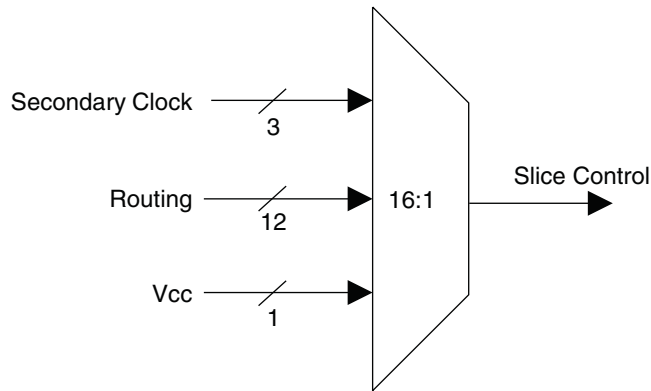 Secondary Clock
3
Routing
12
Vcc
1
16:1
Slice Control